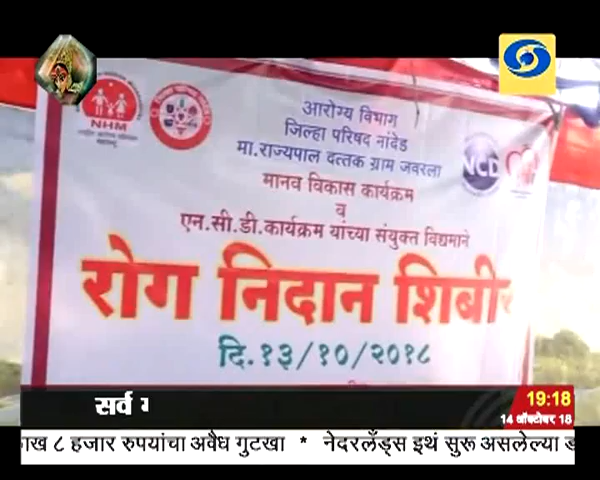 NHM
आरोग्य विभाग
जिल्हा परिषद नांदेड
मा.राज्यपाल दत्तक ग्राम जवरला
NCD
मानव विकास कार्यक्रम
व
एन.सी.डी.कार्यक्रम यांच्या संयुक्त विद्यमाने
रोग निदान
दि.१३/१०/२०१८
सर्व
19:18
14 ऑक्टोबर 18
८ हजार रुपयांचा अवैध गुटखा * नेदरलँड्स इथं सुरू असलेल्या